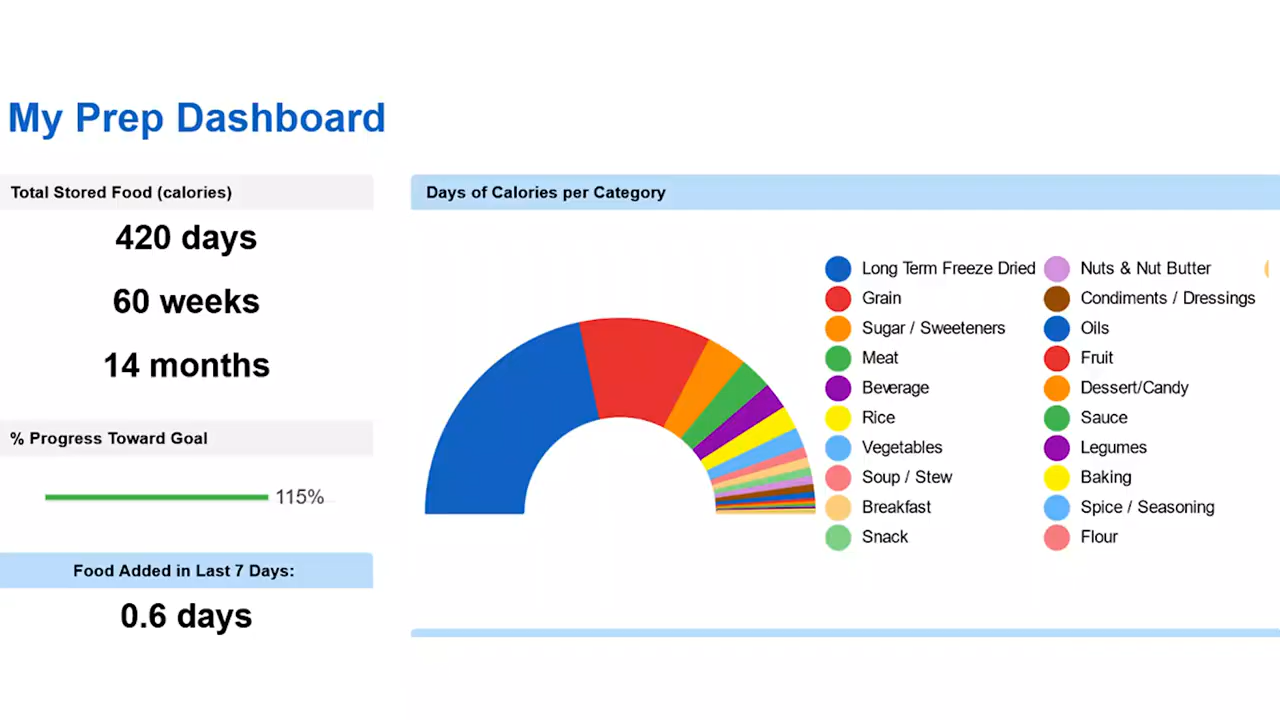 My Prep Dashboard
Total Stored Food (calories)
420 days
60 weeks
14 months
% Progress Toward Goal
115%
Food Added in Last 7 Days:
0.6 days
Days of Calories per Category
Long Term Freeze Dried
Grain
Sugar / Sweeteners
Meat
Beverage
Rice
Vegetables
Soup / Stew
Breakfast
Snack
Nuts & Nut Butter
Condiments / Dressings
Oils
Fruit
Dessert/Candy
Sauce
Legumes
Baking
Spice / Seasoning
Flour